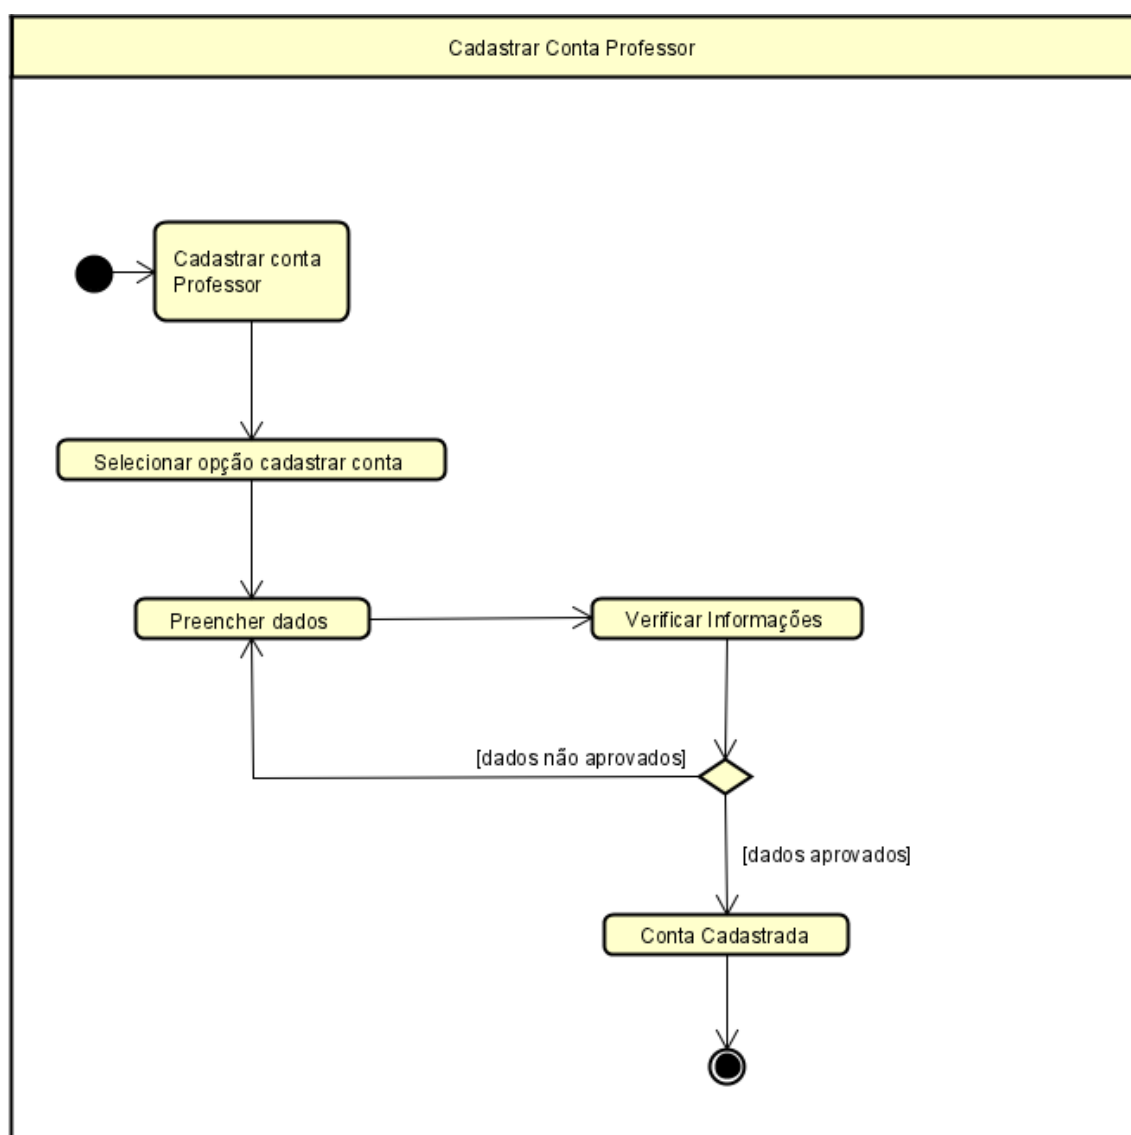 Cadastrar Conta Professor
Cadastrar conta
Professor
Selecionar opção cadastrar conta
Preencher dados
Verificar Informações
[dados não aprovados]
[dados aprovados]
Conta Cadastrada